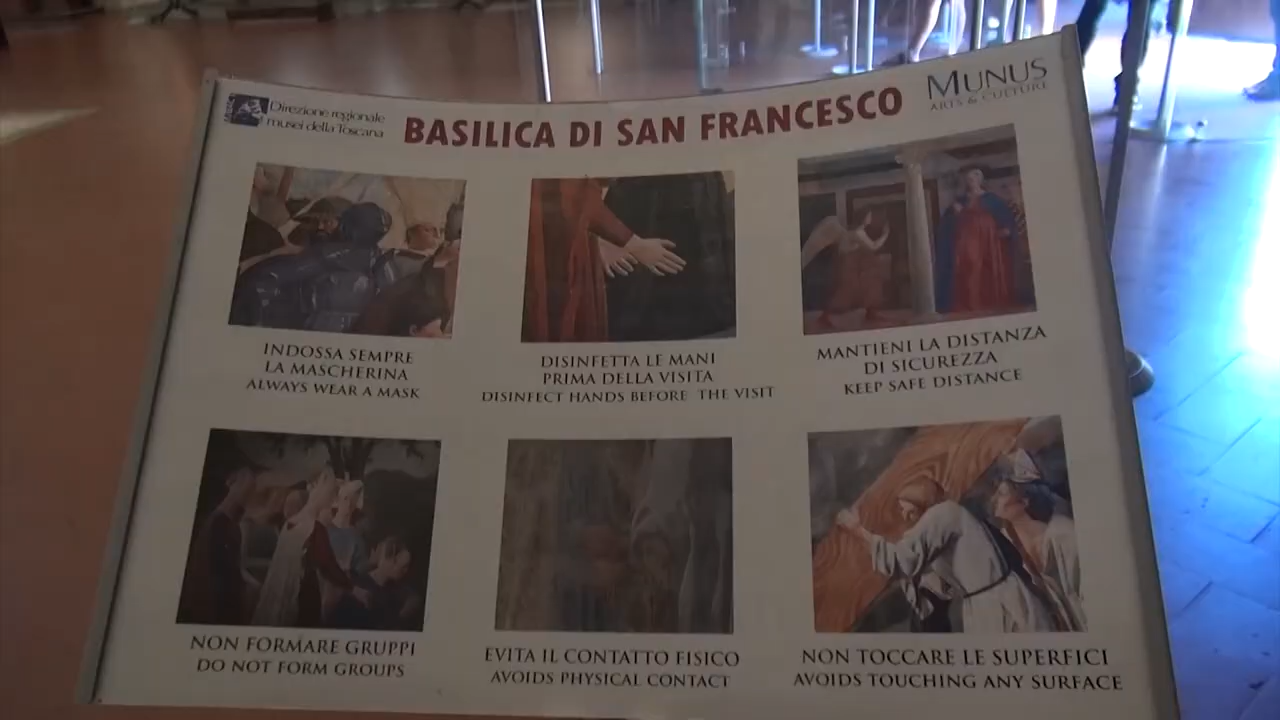 Direzione regionale
musei della Toscana
BASILICA DI SAN FRANCESCO
MUNUS
ARTS & CULTURE
INDOSSA SEMPRE
LA MASCHERINA
ALWAYS WEAR A MASK
DISINFETTA LE MANI
PRIMA DELLA VISITA
DISINFECT HANDS BEFORE THE VISIT
MANTIENI LA DISTANZA
DI SICUREZZA
KEEP SAFE DISTANCE
NON FORMARE GRUPPI
DO NOT FORM GROUPS
EVITA IL CONTATTO FISICO
AVOIDS PHYSICAL CONTACT
NON TOCCARE LE SUPERFICI
AVOIDS TOUCHING ANY SURFACE